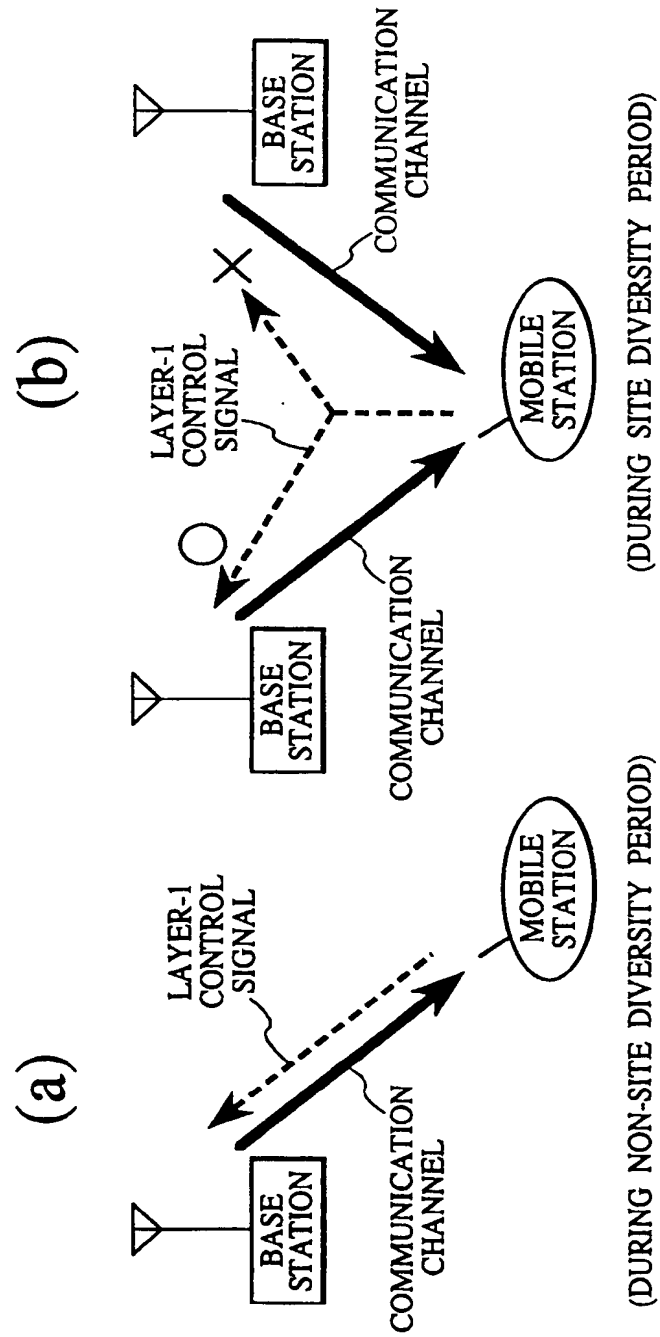 (a)
LAYER-1
CONTROL
SIGNAL
BASE
STATION
COMMUNICATION
CHANNEL
MOBILE
STATION
(DURING NON-SITE DIVERSITY PERIOD)
(b)
LAYER-1
CONTROL
SIGNAL
BASE
STATION
BASE
STATION
COMMUNICATION
CHANNEL
COMMUNICATION
CHANNEL
MOBILE
STATION
(DURING SITE DIVERSITY PERIOD)